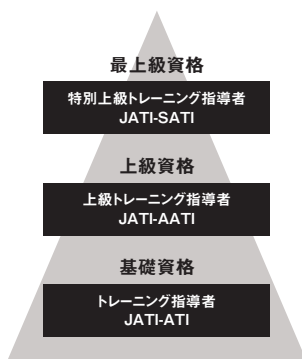 最上級資格
特別上級トレーニング指導者
JATI-SATI
上級資格
上級トレーニング指導者
JATI-AATI
基礎資格
トレーニング指導者
JATI-ATI